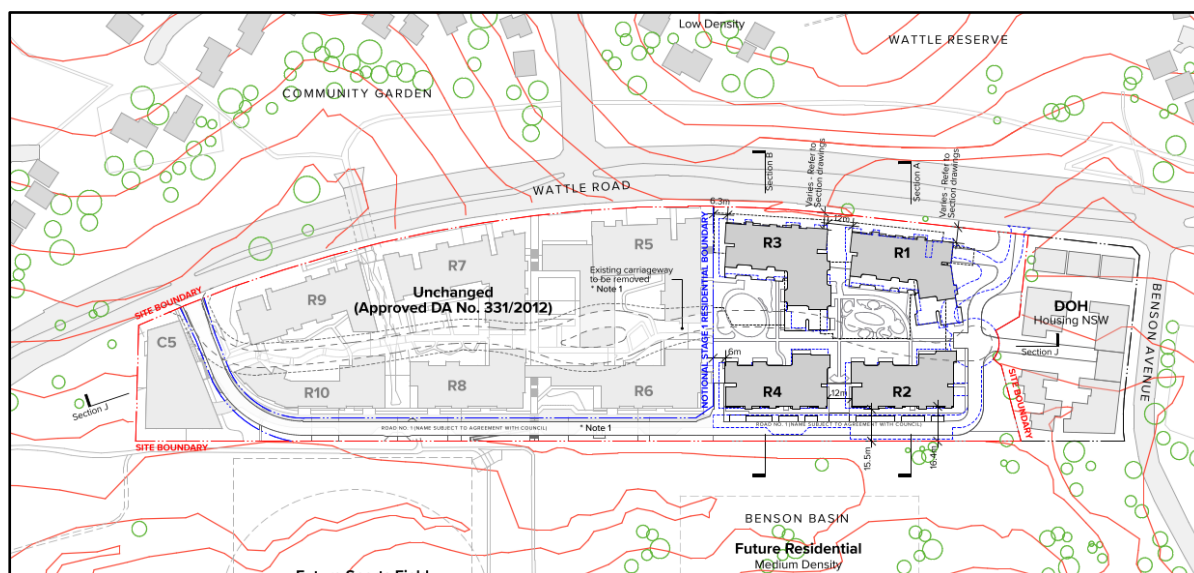 Low Density
WATTLE RESERVE
COMMUNITY GARDEN
WATTLE ROAD
Section B
Varies - Refer to
Section drawings
Section A
Varies - Refer to
Section drawings
6.3m
12m
R3
R1
R5
R7
R9
Existing carriageway
to be removed
* Note 1
Unchanged
(Approved DA No. 331/2012)
NOTIONAL STAGE 1 RESIDENTIAL BOUNDARY
SITE BOUNDARY
C5
DOH
Housing NSW
BENSON AVENUE
Section J
SITE BOUNDARY
6m
R10
R8
R6
R4
12m
R2
Section J
ROAD NO. 1 (NAME SUBJECT TO AGREEMENT WITH COUNCIL)
* Note 1
ROAD NO. 1 (NAME SUBJECT TO AGREEMENT WITH COUNCIL)
SITE BOUNDARY
15.5m
16.4m
BENSON BASIN
Future Residential
Medium Density